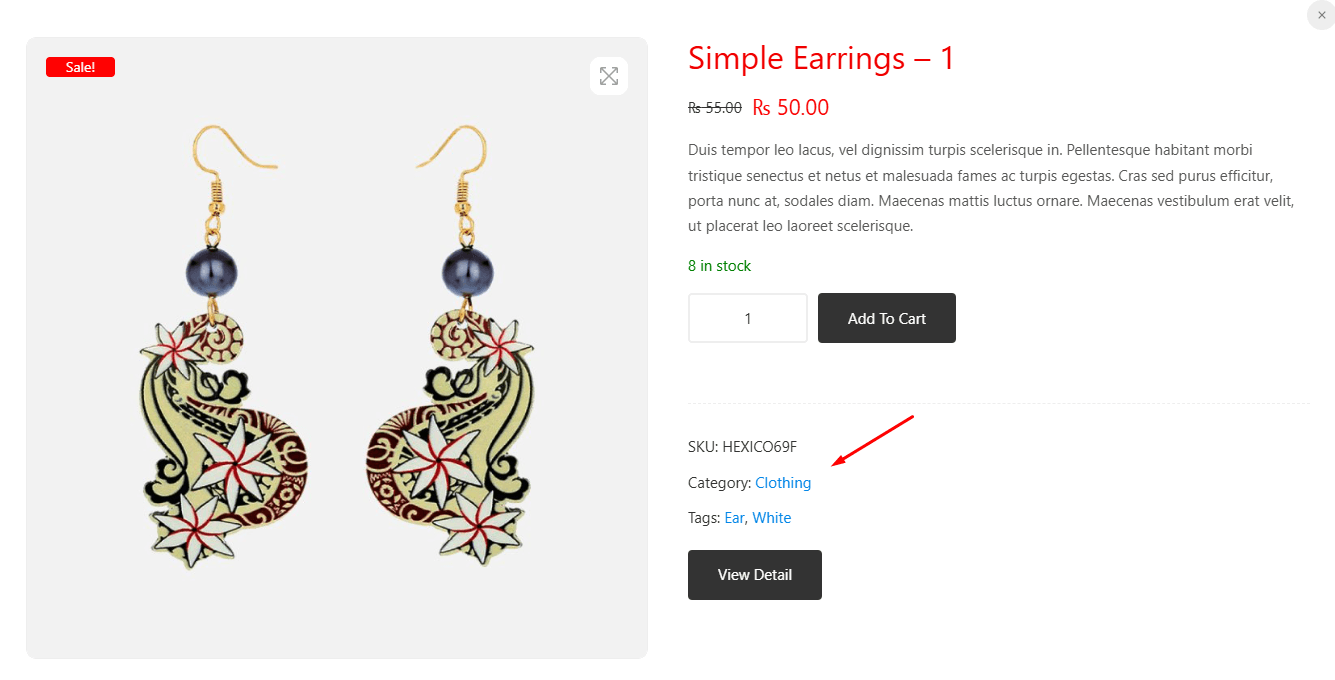 Sale!
Simple Earrings – 1
₨ 55.00 ₨ 50.00
Duis tempor leo lacus, vel dignissim turpis scelerisque in. Pellentesque habitant morbi
tristique senectus et netus et malesuada fames ac turpis egestas. Cras sed purus efficitur,
porta nunc at, sodales diam. Maecenas mattis luctus ornare. Maecenas vestibulum erat velit,
ut placerat leo laoreet scelerisque.
8 in stock
1 Add To Cart
SKU: HEXICO69F
Category: Clothing
Tags: Ear, White
View Detail